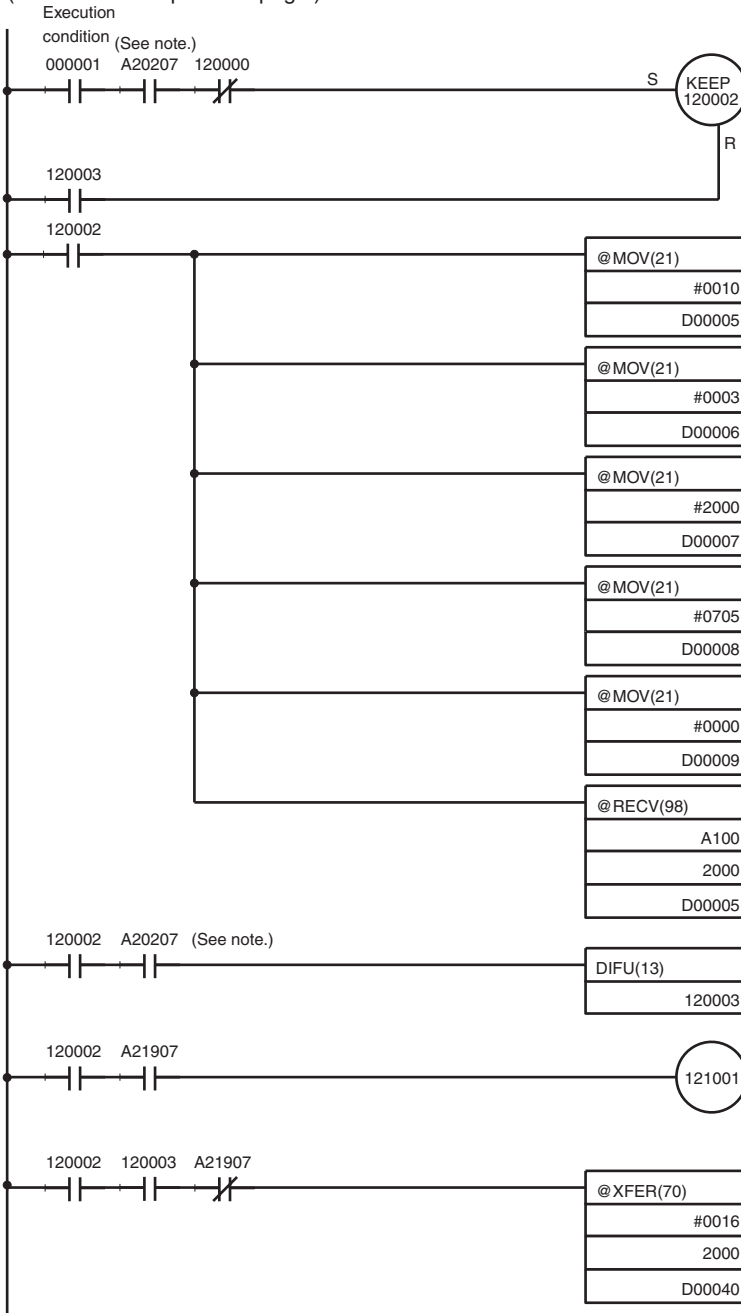 Execution
condition (See note.)
000001 A20207 120000
S KEEP
120002
R
120003
120002
@MOV(21)
#0010
D00005
@MOV(21)
#0003
D00006
@MOV(21)
#2000
D00007
@MOV(21)
#0705
D00008
@MOV(21)
#0000
D00009
@RECV(98)
A100
2000
D00005
120002 A20207 (See note.)
DIFU(13)
120003
120002 A21907
121001
120002 120003 A21907
@XFER(70)
#0016
2000
D00040